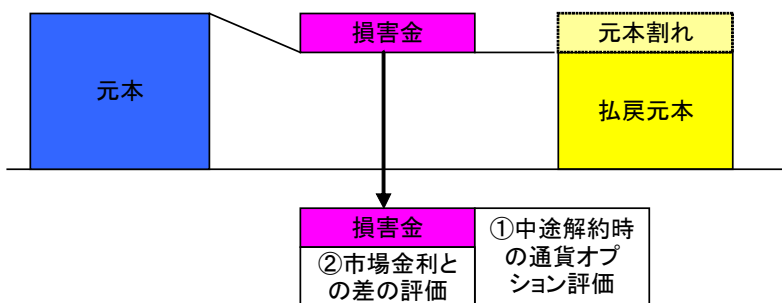 元本
損害金
元本割れ
払戻元本
損害金
②市場金利と
の差の評価
①中途解約時
の通貨オプ
ション評価